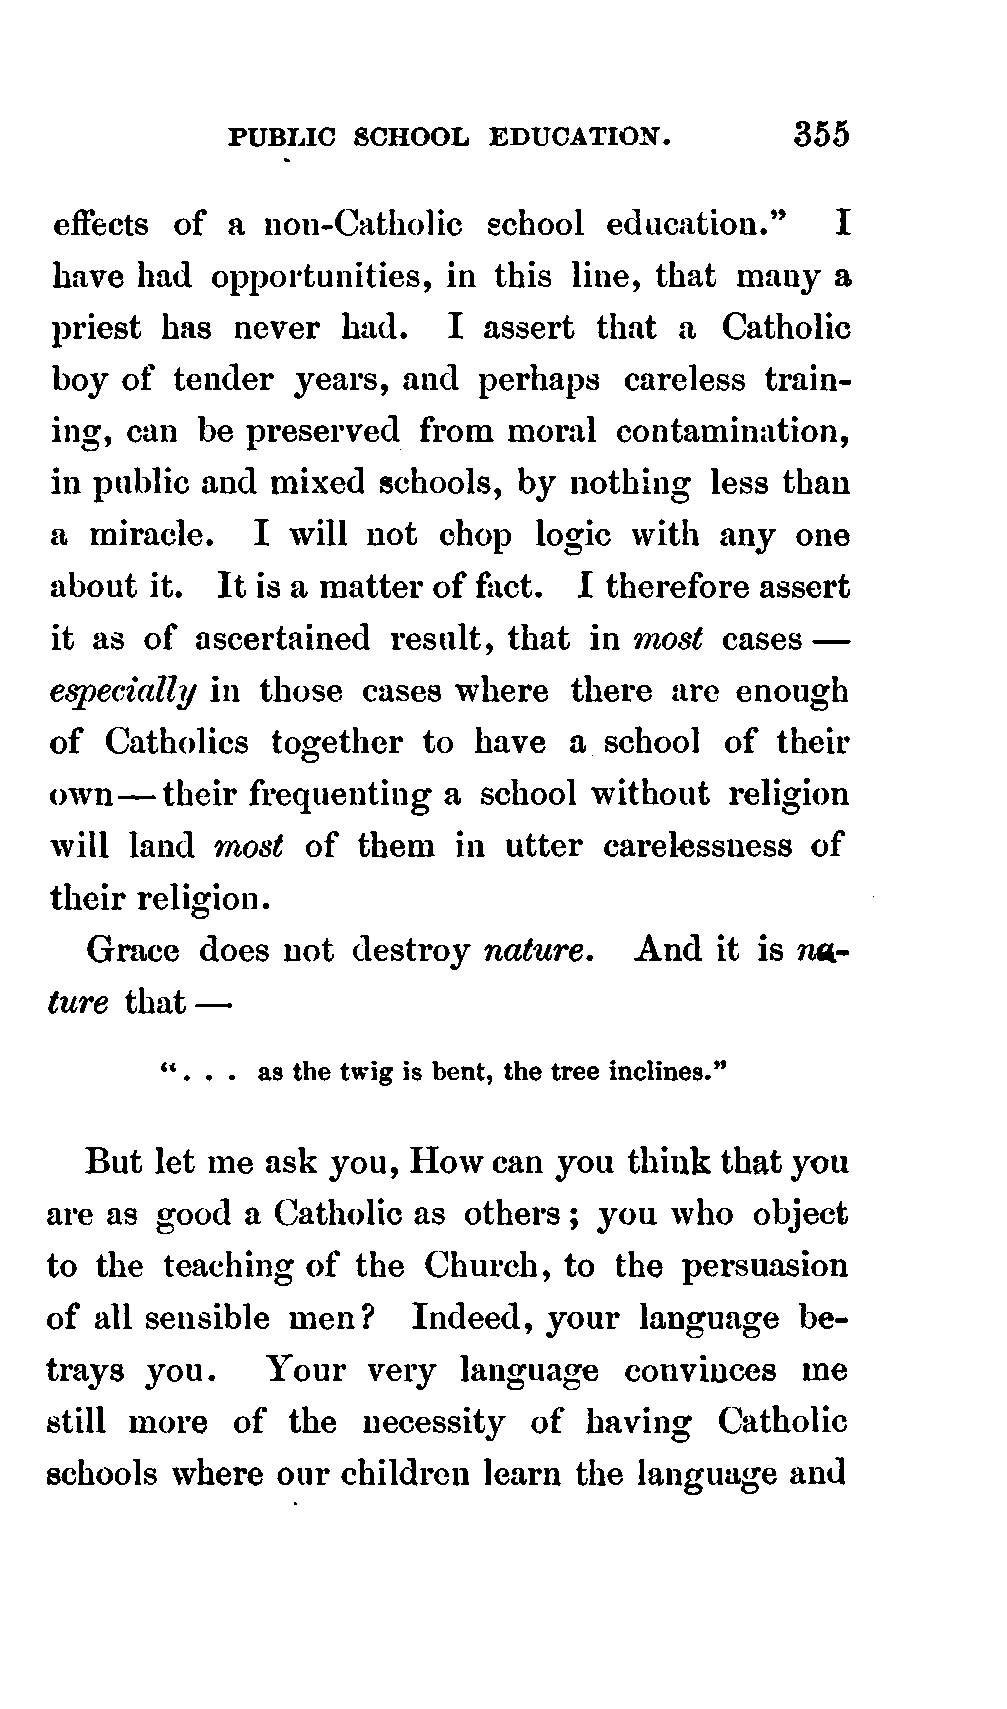 PUBLIC SCHOOL EDUCATION. 355
effects of a non-Catholic school education.” I
have had opportunities, in this line, that many a
priest has never had. I assert that a Catholic
boy of tender years, and perhaps careless train-
ing, can be preserved from moral contamination,
in public and mixed schools, by nothing less than
a miracle. I will not chop logic with any one
about it. It is a matter of fact. I therefore assert
it as of ascertained result, that in most cases —
especially in those cases where there are enough
of Catholics together to have a school of their
own — their frequenting a school without religion
will land most of them in utter carelessness of
their religion.
Grace does not destroy nature. And it is na-
ture that —
“. . . as the twig is bent, the tree inclines.”
But let me ask you, How can you think that you
are as good a Catholic as others; you who object
to the teaching of the Church, to the persuasion
of all sensible men? Indeed, your language be-
trays you. Your very language convinces me
still more of the necessity of having Catholic
schools where our children learn the language and